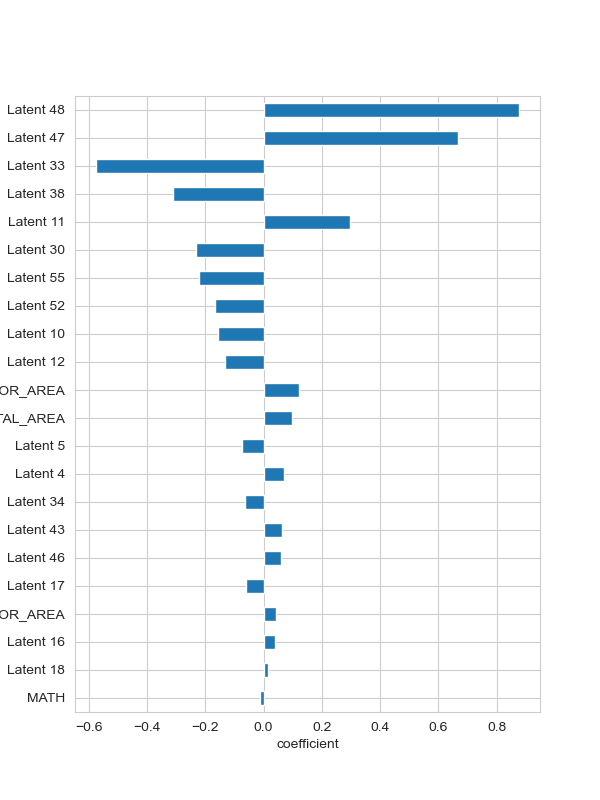 Latent 48
Latent 47
Latent 33
Latent 38
Latent 11
Latent 30
Latent 55
Latent 52
Latent 10
Latent 12
OR_AREA
TAL_AREA
Latent 5
Latent 4
Latent 34
Latent 43
Latent 46
Latent 17
OR_AREA
Latent 16
Latent 18
MATH
−0.6 −0.4 −0.2 0.0 0.2 0.4 0.6 0.8
coefficient